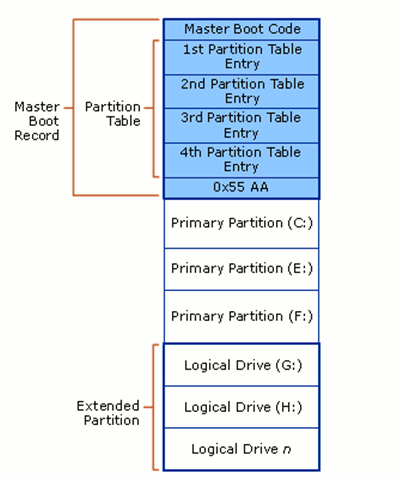 Master Boot Code
1st Partition Table
Entry
2nd Partition Table
Entry
3rd Partition Table
Entry
4th Partition Table
Entry
0x55 AA
Master
Boot
Record
Partition
Table
Primary Partition (C:)
Primary Partition (E:)
Primary Partition (F:)
Logical Drive (G:)
Logical Drive (H:)
Logical Drive n
Extended
Partition